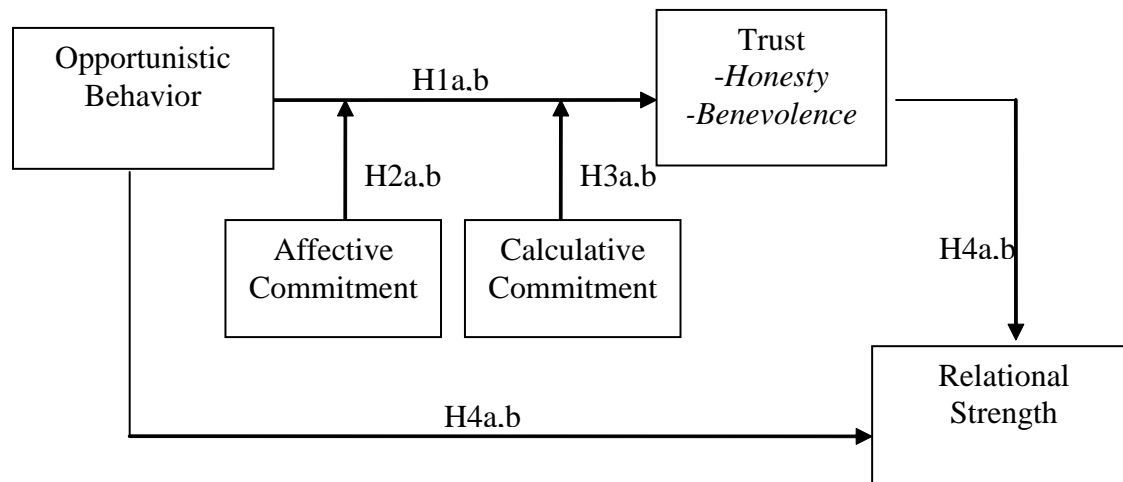 Opportunistic
Behavior
H1a,b
Trust
-Honesty
-Benevolence
H2a,b
H3a,b
Affective
Commitment
Calculative
Commitment
H4a,b
Relational
Strength
H4a,b